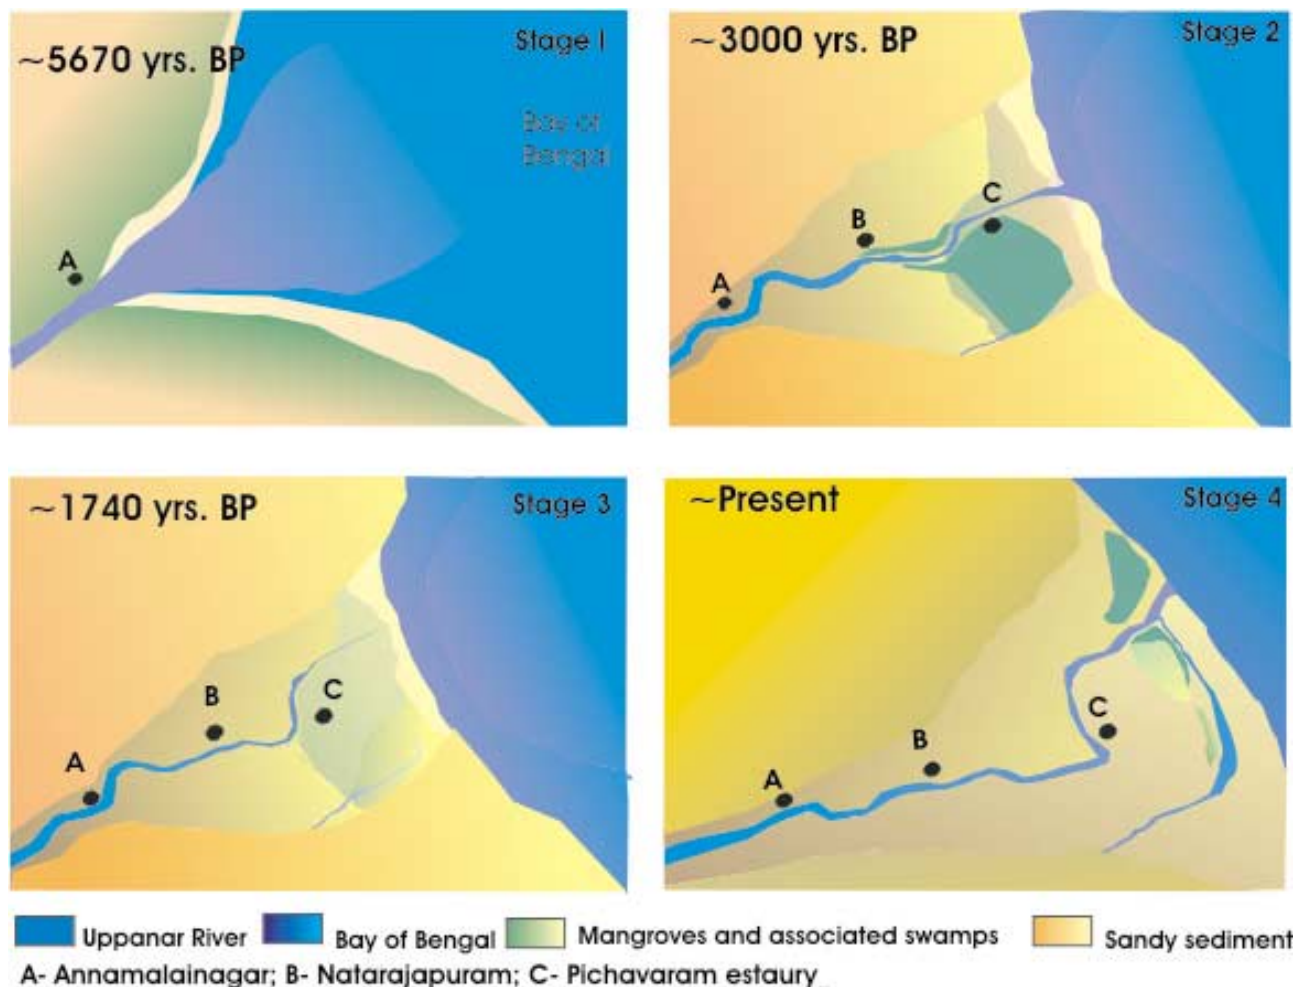 ~5670 yrs. BP
Stage I
Bay of
Bengal
A
~3000 yrs. BP
Stage 2
B
C
A
~1740 yrs. BP
Stage 3
B
C
A
~Present
Stage 4
C
B
A
Uppanar River
Bay of Bengal
Mangroves and associated swamps
Sandy sediment
A- Annamalainagar; B- Natarajapuram; C- Pichavaram estaury